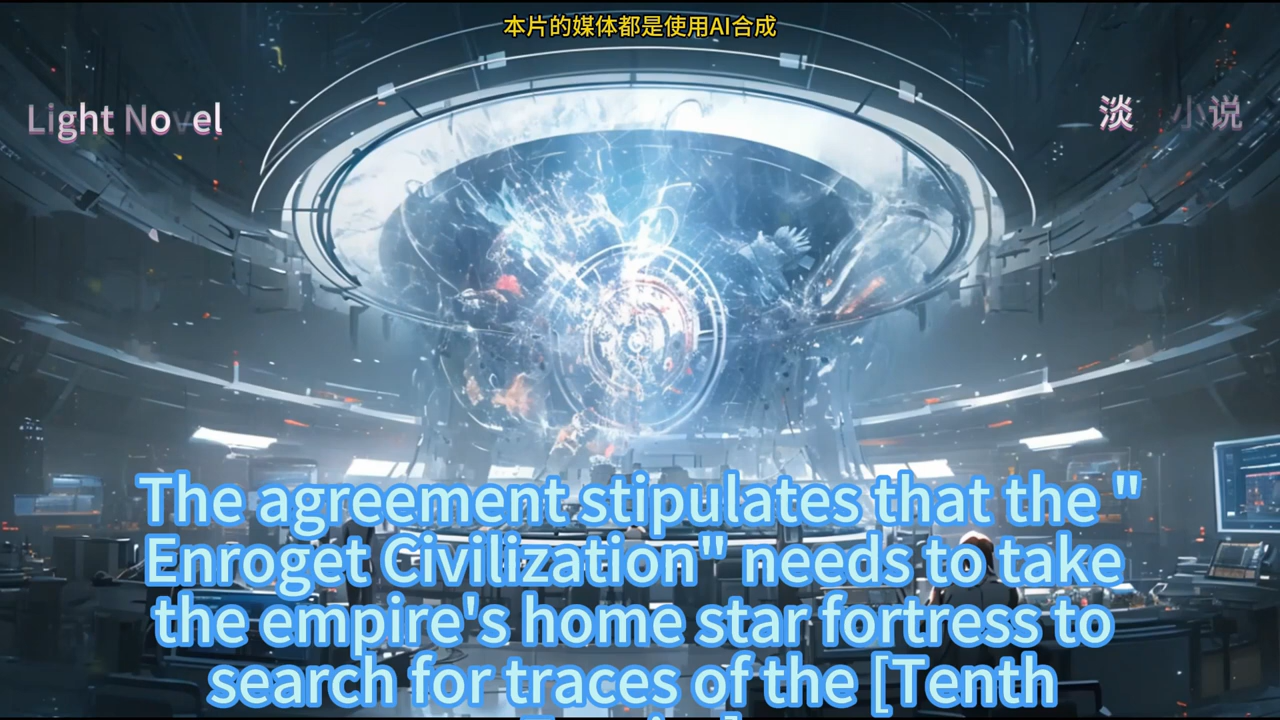 本片的媒体都是使用AI合成
Light Novel
淡 小说
The agreement stipulates that the "
Enroget Civilization" needs to take
the empire's home star fortress to
search for traces of the [Tenth